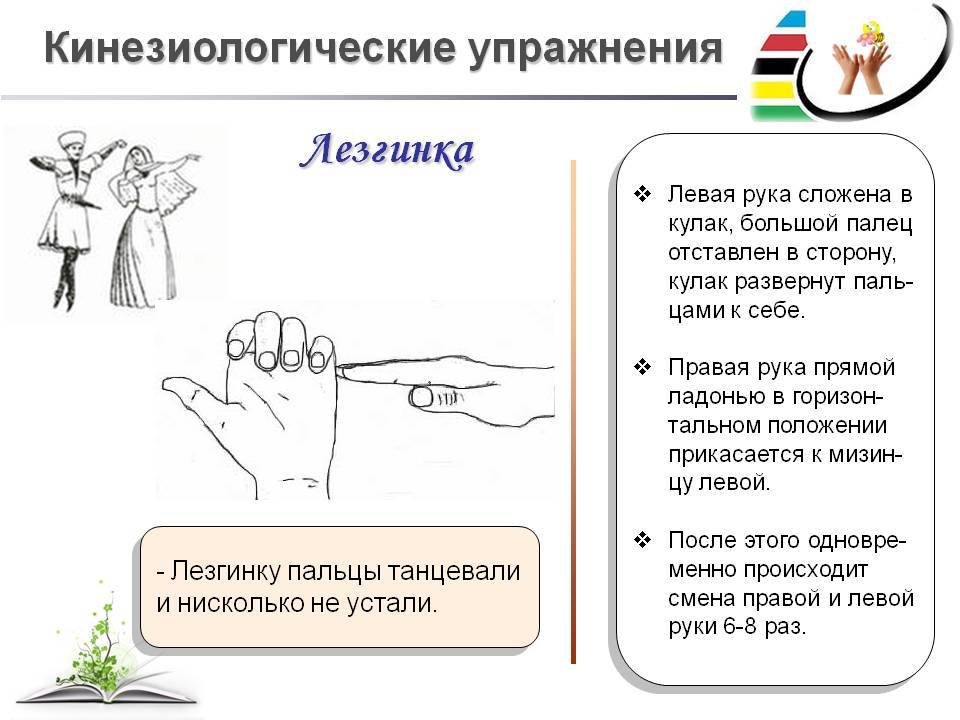 Кинезиологические упражнения
Лезгинка
❖ Левая рука сложена в
кулак, большой палец
отставлен в сторону,
кулак развернут паль-
цами к себе.
❖ Правая рука прямой
ладонью в горизон-
тальном положении
прикасается к мизин-
цу левой.
❖ После этого одновре-
менно происходит
смена правой и левой
руки 6-8 раз.
- Лезгинку пальцы танцевали
и нисколько не устали.